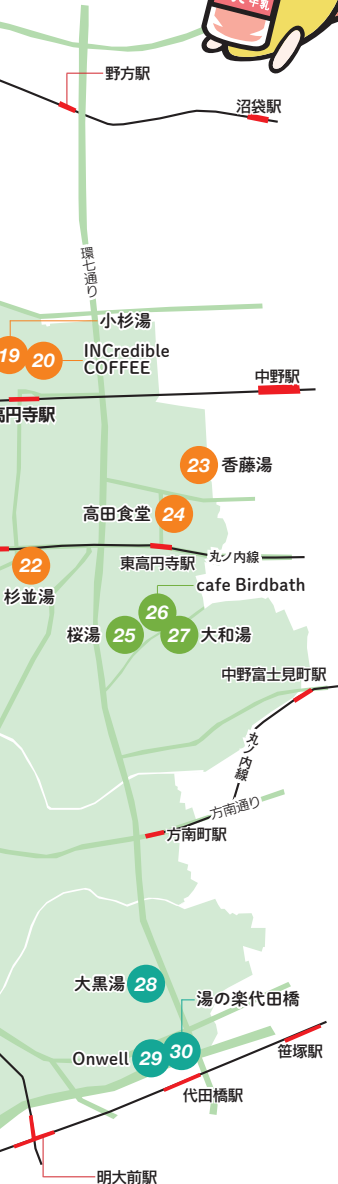 牛乳
野方駅
沼袋駅
環七通り
小杉湯
19
20
INCredible
COFFEE
中野駅
高円寺駅
23
香藤湯
高田食堂
24
東高円寺駅
丸ノ内線
22
杉並湯
cafe Birdbath
26
桜湯
25
27
大和湯
中野富士見町駅
丸ノ内線
方南通り
方南町駅
大黒湯
28
湯の楽代田橋
Onwell
29
30
笹塚駅
代田橋駅
明大前駅